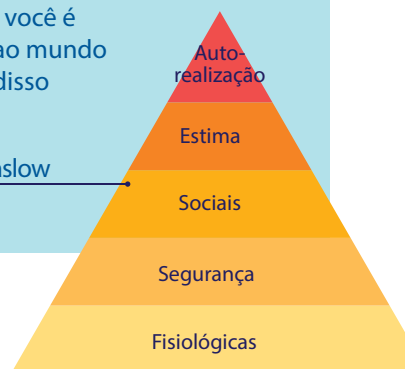 você é
ao mundo
disso
slow
Auto-
realização
Estima
Sociais
Segurança
Fisiológicas